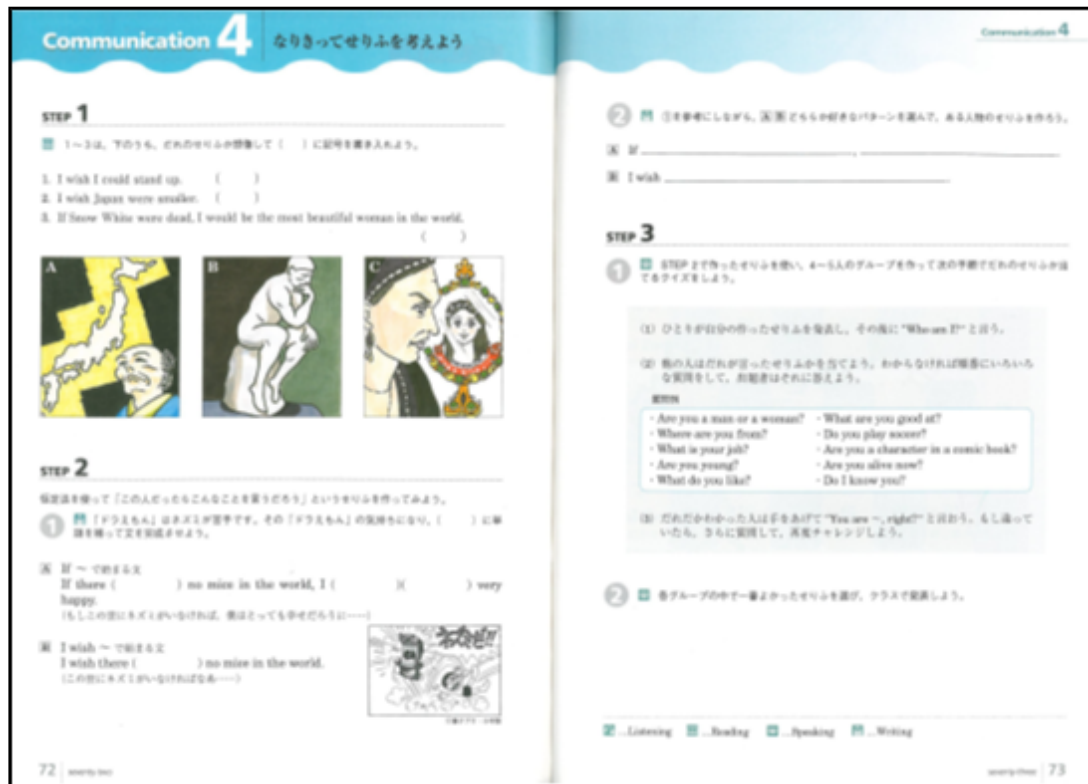 Communication 4 なりきってせりふを考えよう
STEP 1
1～3は、下のうち、だれのせりふか想像して（　）に記号を書き入れよう。
1. I wish I could stand up. (　)
2. I wish Japan were smaller. (　)
3. If Snow White were dead, I would be the most beautiful woman in the world.
(　)
A B C
STEP 2
仮定法を使って「この人だったらこんなことを言うだろう」というせりふを作ってみよう。
1 「ドラえもん」はネズミが苦手です。その「ドラえもん」の気持ちになり、（　）に単
語を補って文を完成させよう。
A If ～ で始まる文
If there (　) no mice in the world, I (　)(　) very
happy.
(もしこの世にネズミがいなければ、僕はとっても幸せだろうに……)
B I wish ～ で始まる文
I wish there (　) no mice in the world.
(この世にネズミがいなければなあ……)
72 seventy-two
Communication 4
2 ①を参考にしながら、A B どちらか好きなパターンを選んで、ある人物のせりふを作ろう。
A If ,
B I wish
STEP 3
1 STEP 2で作ったせりふを使い、4～5人のグループを作って次の手順でだれのせりふか当
てるクイズをしよう。
(1) ひとりが自分の作ったせりふを発表し、その後に "Who am I?" と言う。
(2) 他の人はだれが言ったせりふかを当てよう。わからなければ順番にいろいろ
な質問をして、出題者はそれに答えよう。
質問例
・Are you a man or a woman? ・What are you good at?
・Where are you from? ・Do you play soccer?
・What is your job? ・Are you a character in a comic book?
・Are you young? ・Are you alive now?
・What do you like? ・Do I know you?
(3) だれだかわかった人は手をあげて "You are ～, right?" と言おう。もし違って
いたら、さらに質問して、再度チャレンジしよう。
2 各グループの中で一番よかったせりふを選び、クラスで発表しよう。
...Listening ...Reading ...Speaking ...Writing
seventy-three 73